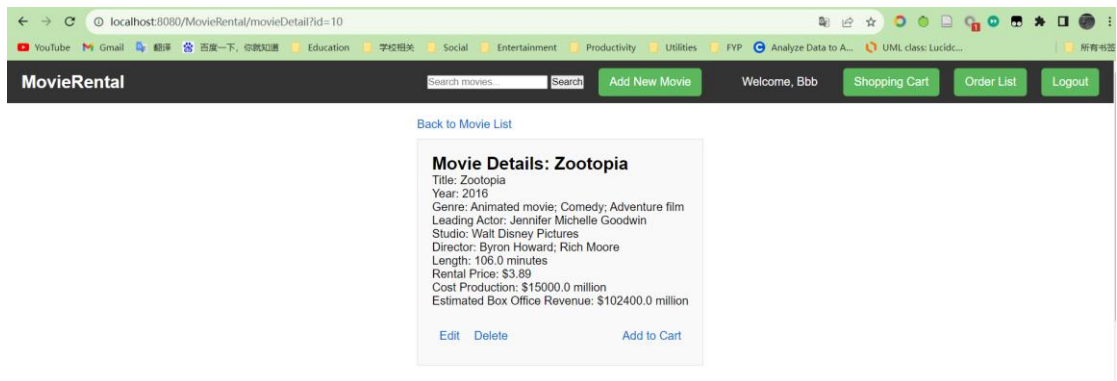 localhost:8080/MovieRental/movieDetail?id=10
YouTube Gmail 翻译 百度一下，你就知道 Education 学校相关 Social Entertainment Productivity Utilities FYP Analyze Data to A... UML class: Lucidc... 所有书签
MovieRental Search movies... Search Add New Movie Welcome, Bbb Shopping Cart Order List Logout
Back to Movie List
Movie Details: Zootopia
Title: Zootopia
Year: 2016
Genre: Animated movie; Comedy; Adventure film
Leading Actor: Jennifer Michelle Goodwin
Studio: Walt Disney Pictures
Director: Byron Howard; Rich Moore
Length: 106.0 minutes
Rental Price: $3.89
Cost Production: $15000.0 million
Estimated Box Office Revenue: $102400.0 million
Edit Delete Add to Cart